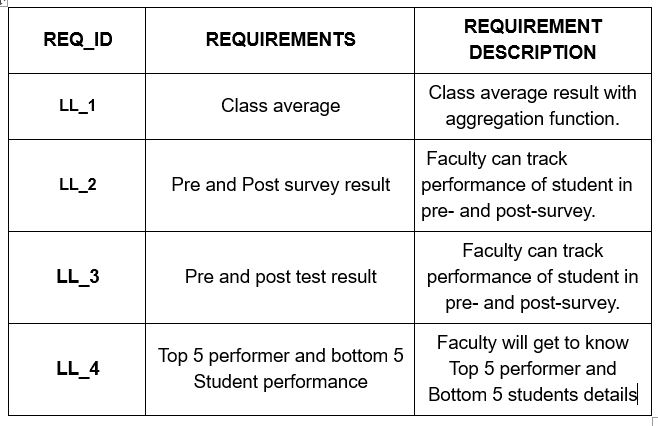 REQ_ID
REQUIREMENTS
REQUIREMENT
DESCRIPTION
LL_1
Class average
Class average result with
aggregation function.
LL_2
Pre and Post survey result
Faculty can track
performance of student in
pre- and post-survey.
LL_3
Pre and post test result
Faculty can track
performance of student in
pre- and post-survey.
LL_4
Top 5 performer and bottom 5
Student performance
Faculty will get to know
Top 5 performer and
Bottom 5 students details